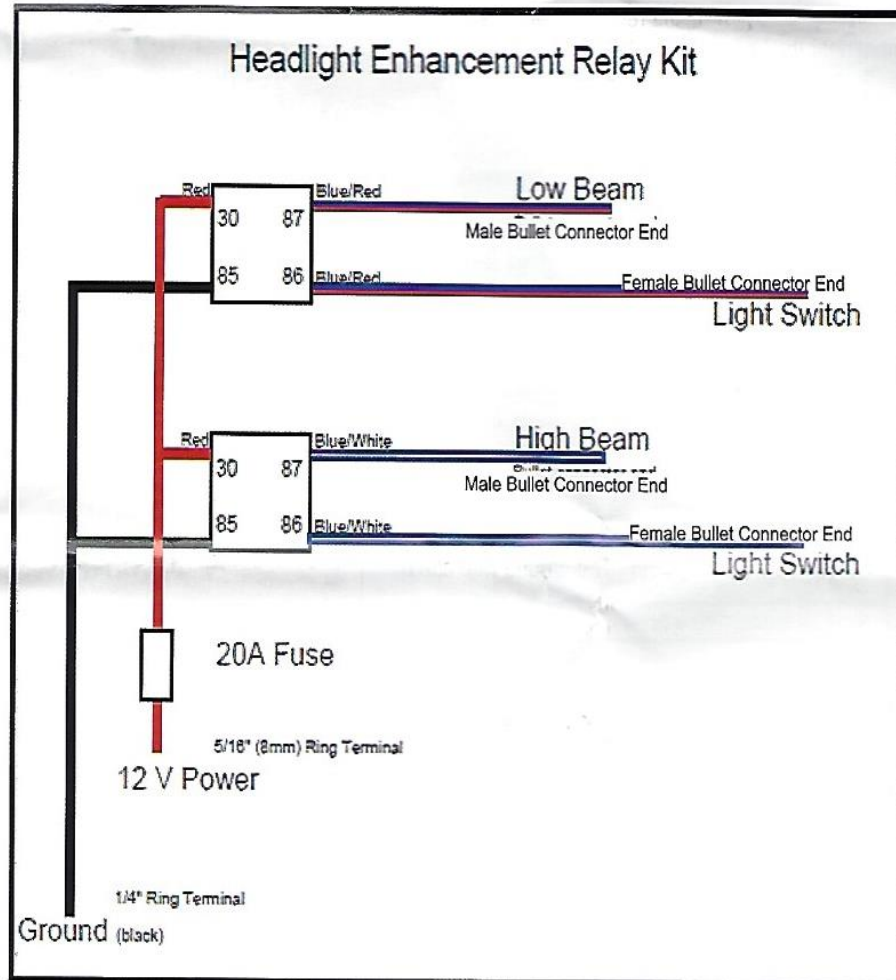 Headlight Enhancement Relay Kit
Red
Blue/Red
Low Beam
30 87
Male Bullet Connector End
85 86
Blue/Red
Female Bullet Connector End
Light Switch
Red
Blue/White
High Beam
30 87
Male Bullet Connector End
85 86
Blue/White
Female Bullet Connector End
Light Switch
20A Fuse
5/16" (8mm) Ring Terminal
12 V Power
1/4" Ring Terminal
Ground (black)